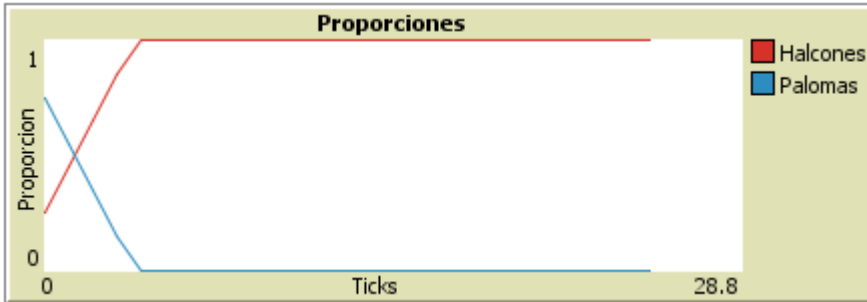 Proporciones
1
Proporcion
0
0
Ticks
28.8
Halcones
Palomas